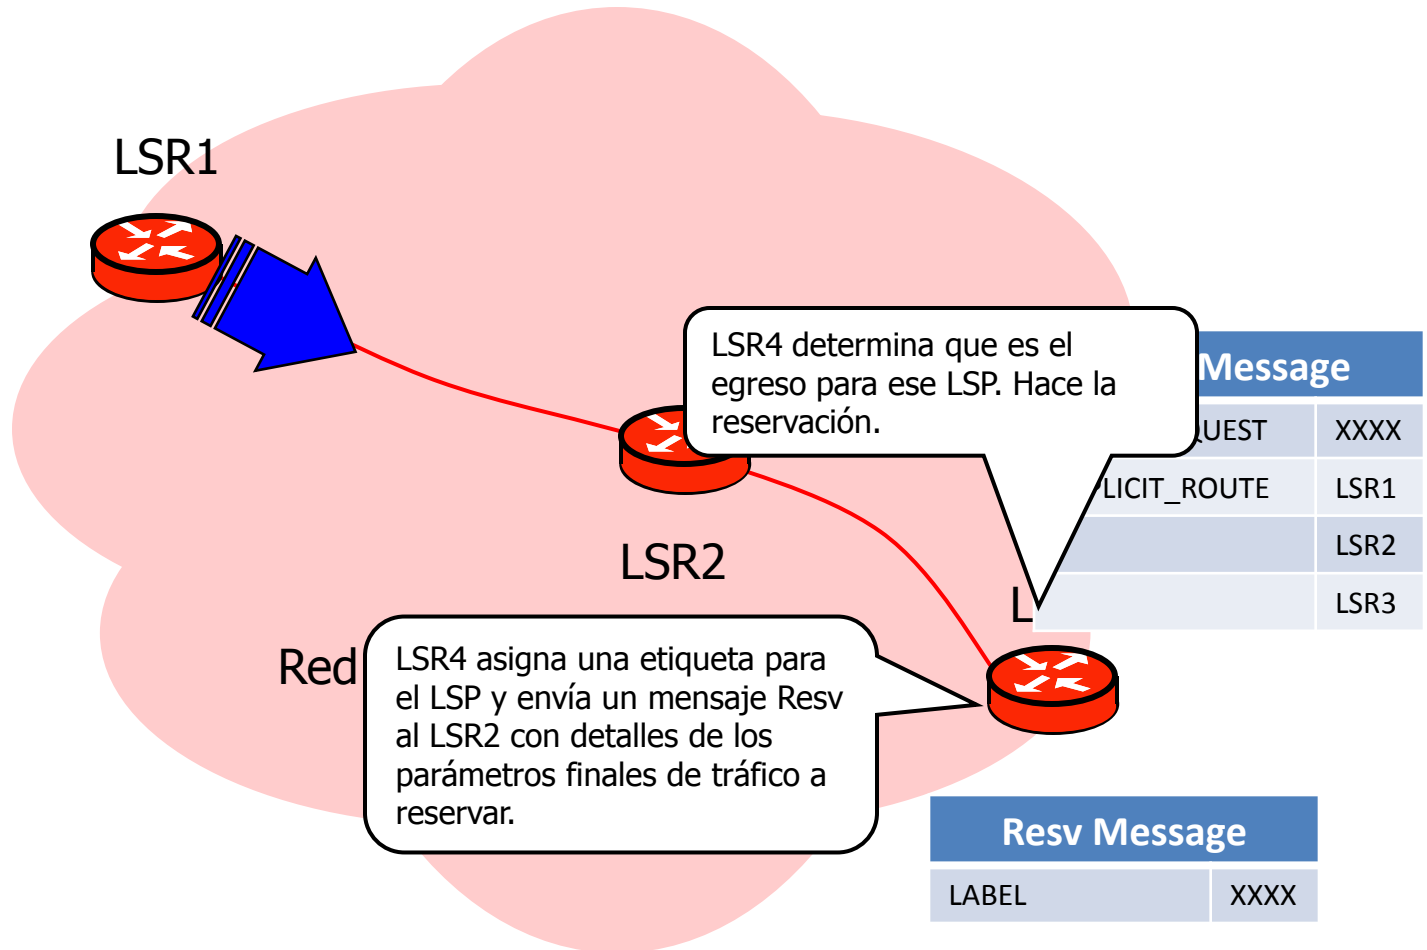 LSR1
LSR4 determina que es el
egreso para ese LSP. Hace la
reservación.
Message
QUEST XXXX
PLICIT_ROUTE LSR1
LSR2
LSR3
LSR2
L
Red
LSR4 asigna una etiqueta para
el LSP y envía un mensaje Resv
al LSR2 con detalles de los
parámetros finales de tráfico a
reservar.
Resv Message
LABEL XXXX